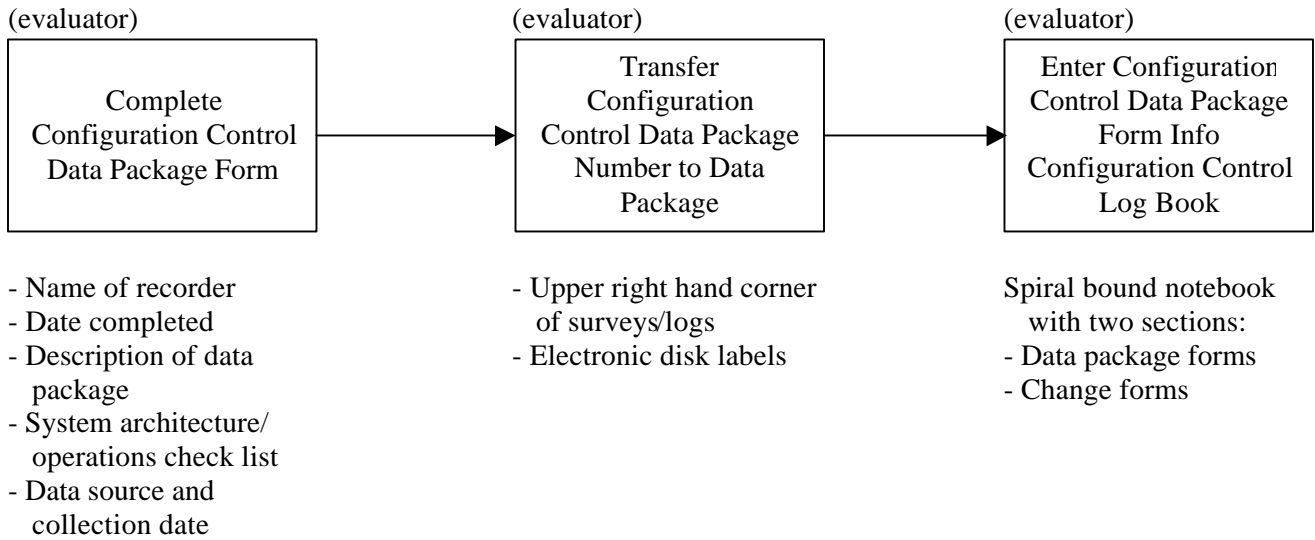 (evaluator)
Complete
Configuration Control
Data Package Form
- Name of recorder
- Date completed
- Description of data
package
- System architecture/
operations check list
- Data source and
collection date
(evaluator)
Transfer
Configuration
Control Data Package
Number to Data
Package
- Upper right hand corner
of surveys/logs
- Electronic disk labels
(evaluator)
Enter Configuration
Control Data Package
Form Info
Configuration Control
Log Book
Spiral bound notebook
with two sections:
- Data package forms
- Change forms